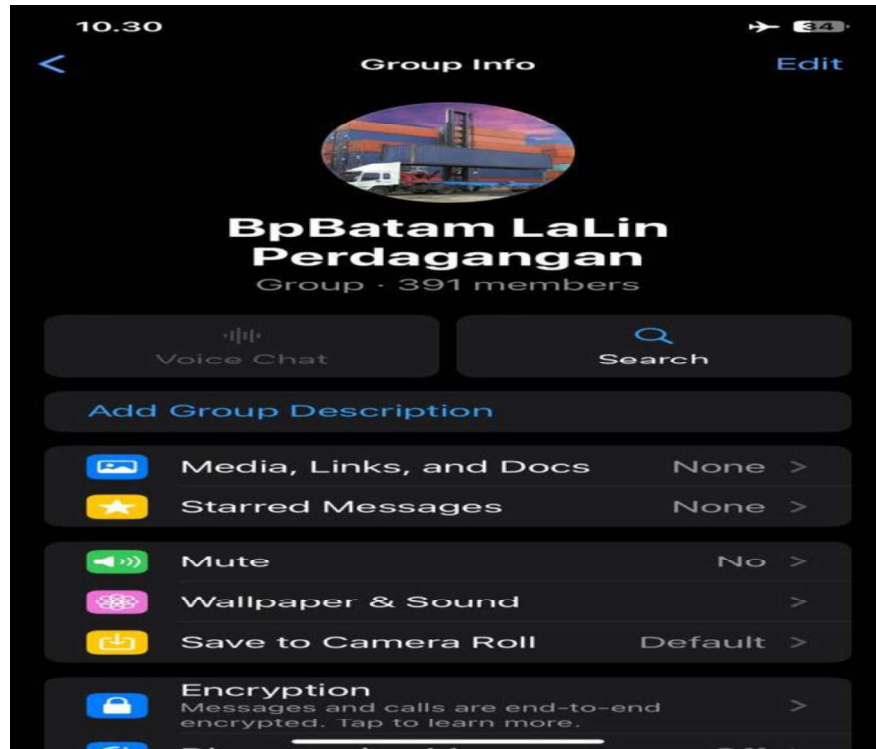 10.30
34
Group Info
Edit
BpBatam LaLin
Perdagangan
Group · 391 members
Voice Chat
Search
Add Group Description
Media, Links, and Docs None
Starred Messages None
Mute No
Wallpaper & Sound
Save to Camera Roll Default
Encryption
Messages and calls are end-to-end
encrypted. Tap to learn more.